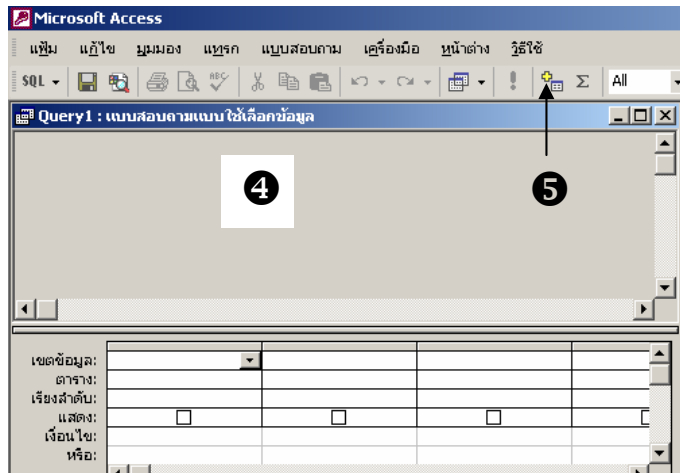 Microsoft Access
แฟ้ม แก้ไข มุมมอง แทรก แบบสอบถาม เครื่องมือ หน้าต่าง วิธีใช้
SQL ABC Σ All
Query1 : แบบสอบถามแบบใช้เลือกข้อมูล
❹ ❺
เขตข้อมูล:
ตาราง:
เรียงลำดับ:
แสดง:
เงื่อนไข:
หรือ: